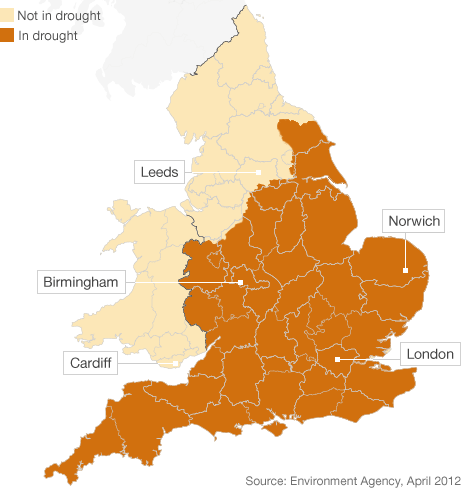 Not in drought
In drought
Leeds
Norwich
Birmingham
London
Cardiff
Source: Environment Agency, April 2012